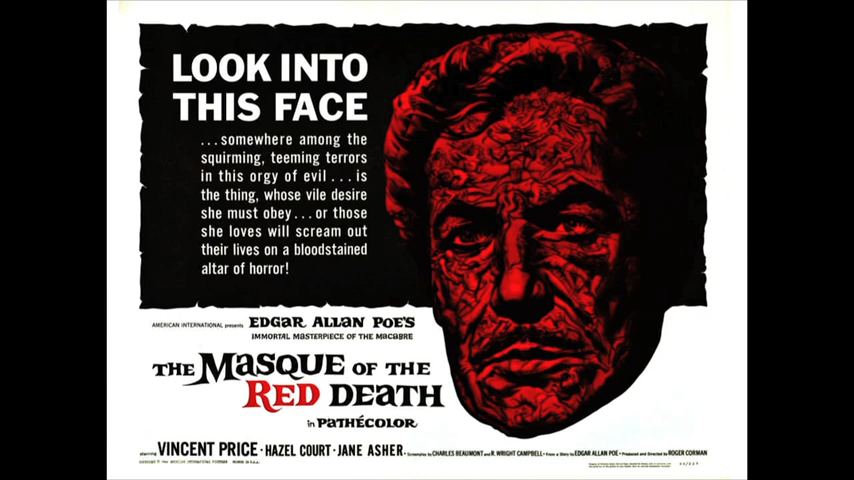 LOOK INTO
THIS FACE
...somewhere among the
squirming, teeming terrors
in this orgy of evil....is
the thing, whose vile desire
she must obey...or those
she loves will scream out
their lives on a bloodstained
altar of horror!
AMERICAN INTERNATIONAL presents EDGAR ALLAN POE'S
IMMORTAL MASTERPIECE OF THE MACABRE
THE MASQUE OF THE
RED DEATH
in PATHÉCOLOR
starring VINCENT PRICE · HAZEL COURT · JANE ASHER · Screenplay by CHARLES BEAUMONT and R. WRIGHT CAMPBELL · From a Story by EDGAR ALLAN POE · Produced and Directed by ROGER CORMAN